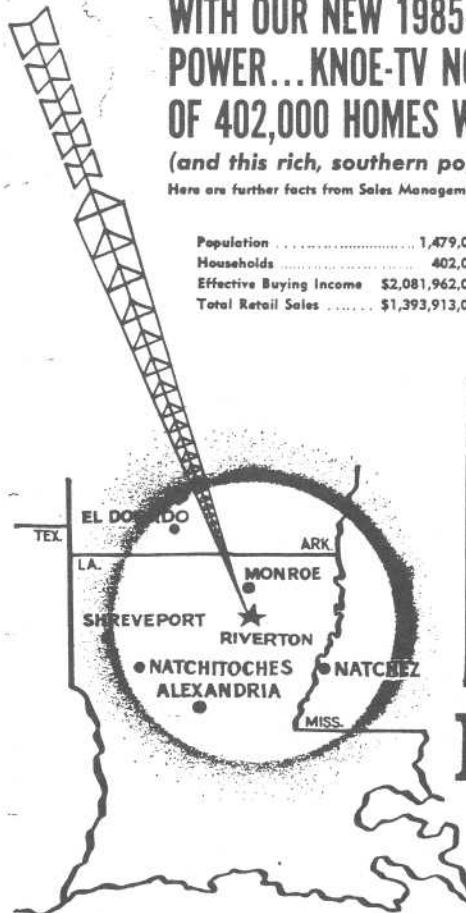 WITH OUR NEW 1985
POWER...KNOE-TV N
OF 402,000 HOMES W
(and this rich, southern po
Here are further facts from Sales Managem
Population .................... 1,479,0
Households .................... 402,0
Effective Buying Income $2,081,962,0
Total Retail Sales ....... $1,393,913,0
EL DORADO
TEX.
ARK.
LA.
MONROE
SHREVEPORT
RIVERTON
NATCHITOCHES
NATCHEZ
ALEXANDRIA
MISS.